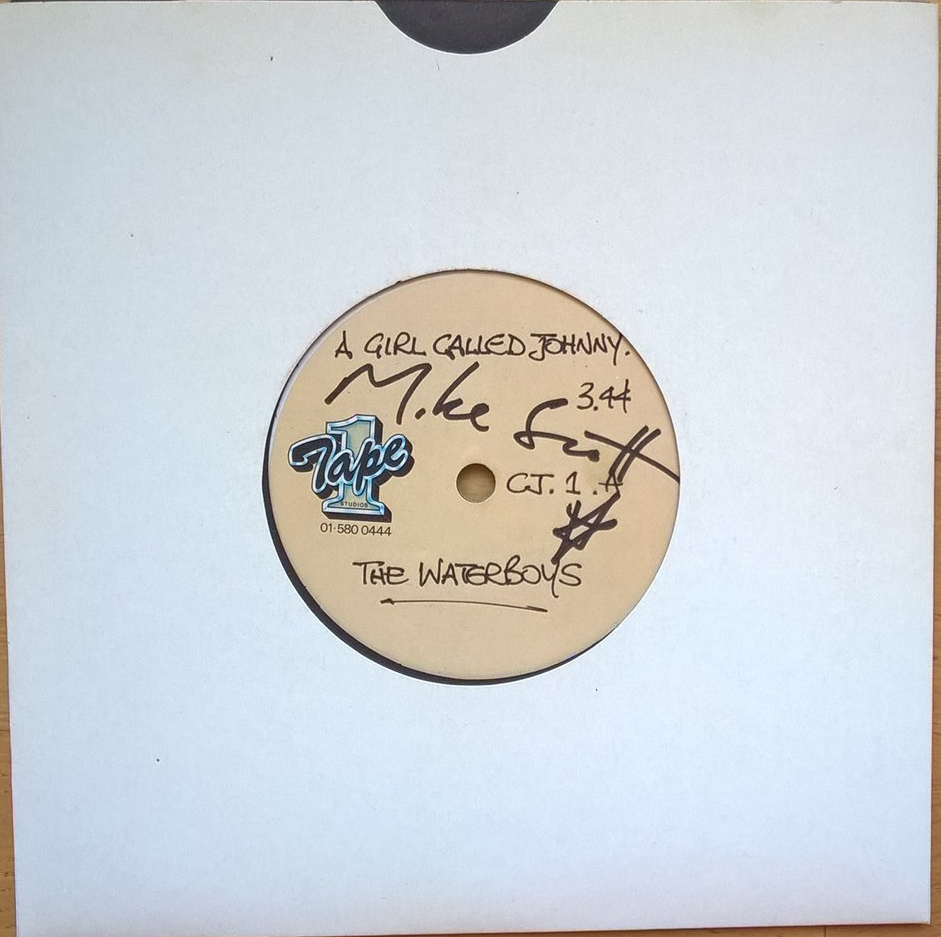 A GIRL CALLED JOHNNY.
Mike Scott
3.44
Tape 1
STUDIOS
01·580 0444
CJ. 1 . A
THE WATERBOYS